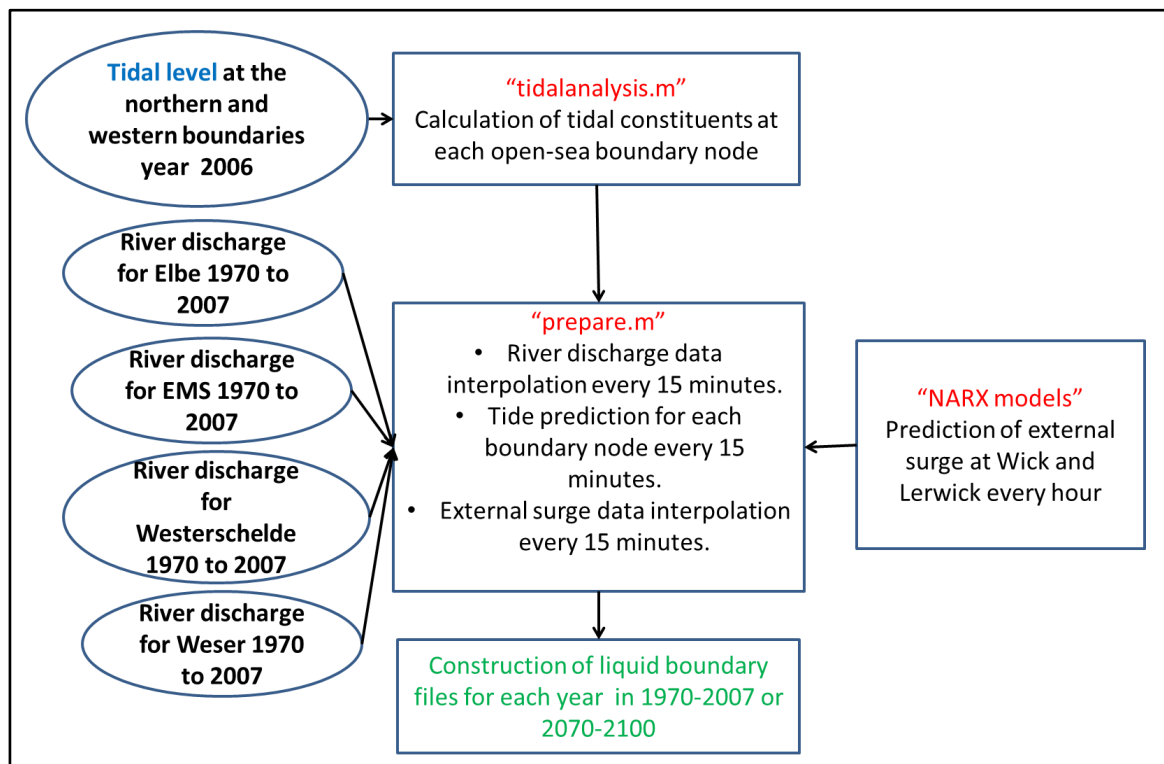 Tidal level at the
northern and
western boundaries
year 2006
“tidalanalysis.m”
Calculation of tidal constituents at
each open-sea boundary node
River discharge
for Elbe 1970 to
2007
River discharge
for EMS 1970 to
2007
River discharge
for
Westerschelde
1970 to 2007
River discharge
for Weser 1970
to 2007
“prepare.m”
• River discharge data
interpolation every 15 minutes.
• Tide prediction for each
boundary node every 15
minutes.
• External surge data interpolation
every 15 minutes.
“NARX models”
Prediction of external
surge at Wick and
Lerwick every hour
Construction of liquid boundary
files for each year in 1970-2007 or
2070-2100